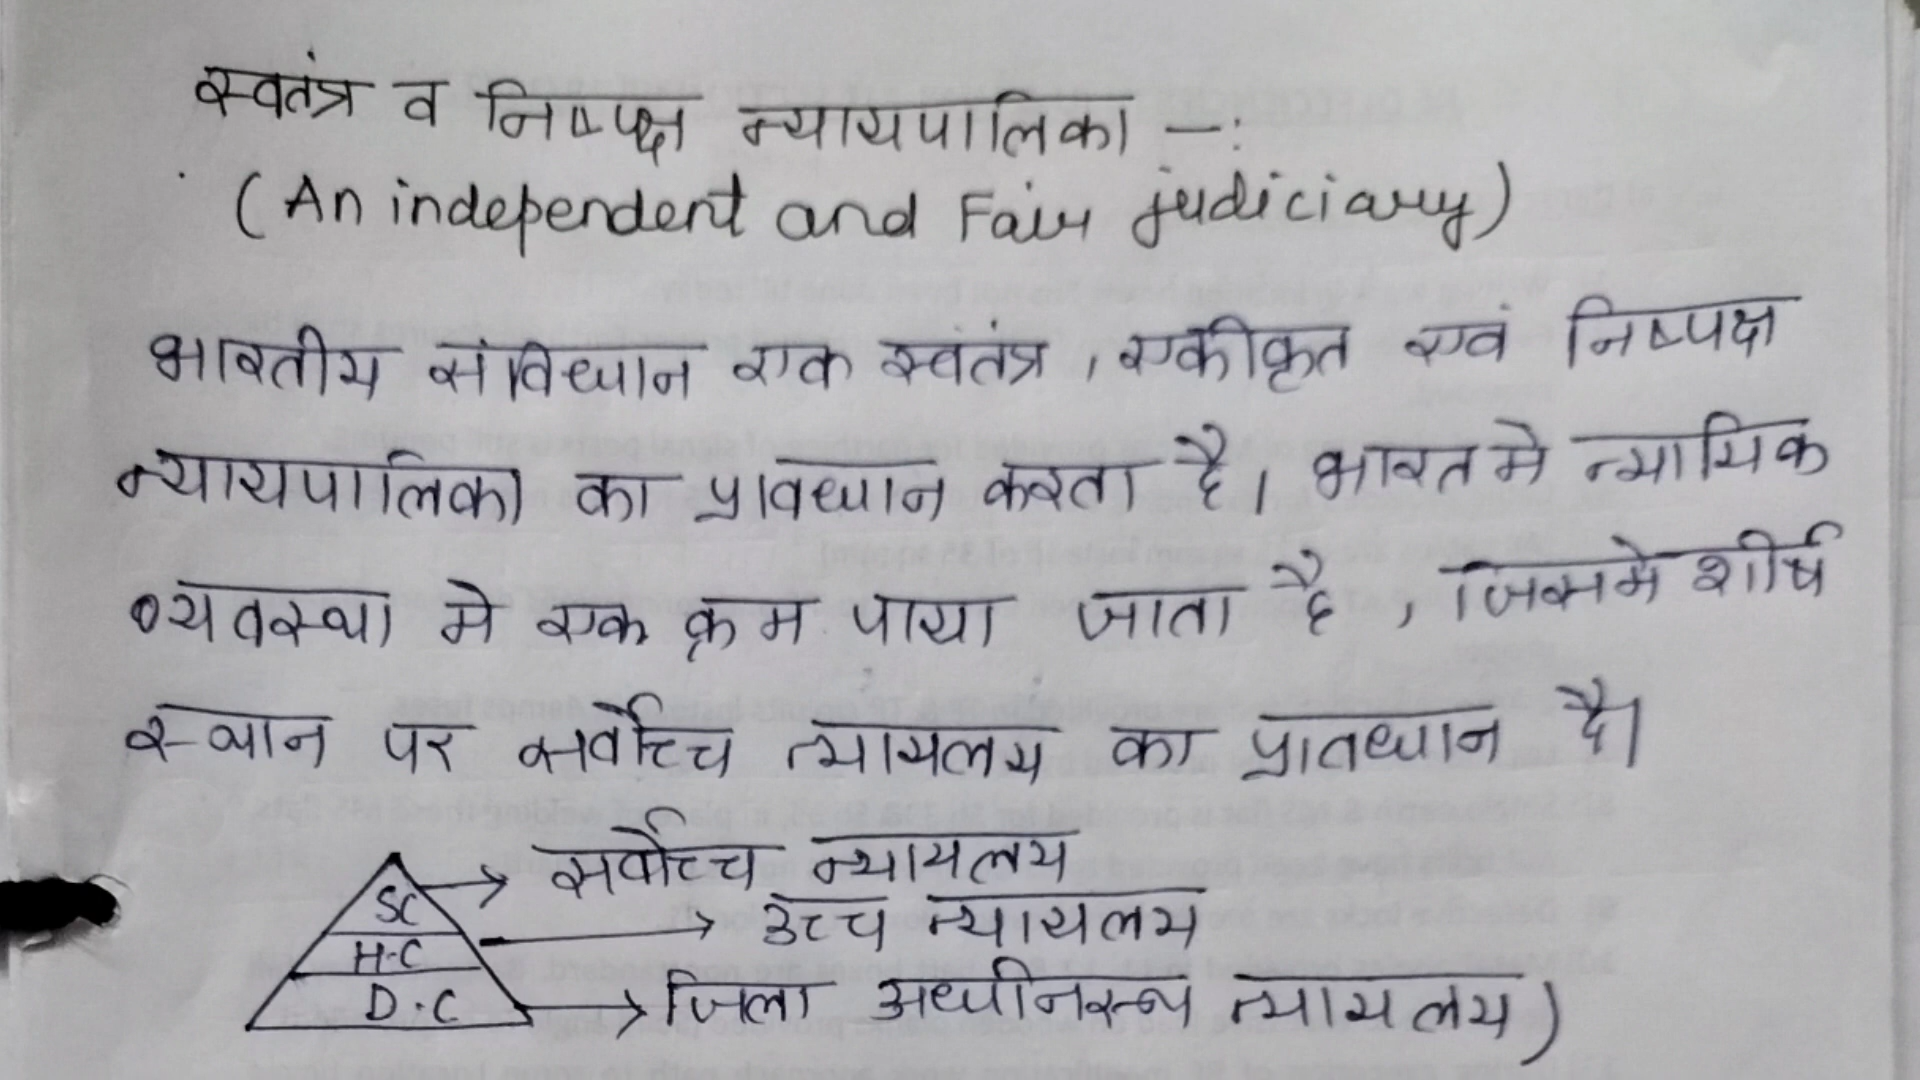 स्वतंत्र व निष्पक्ष न्यायपालिका -:
(An independent and Fair judiciary)
भारतीय संविधान एक स्वंतंत्र, एकीकृत एवं निष्पक्ष
न्यायपालिका का प्रावधान करता है। भारत मे न्यायिक
व्यवस्था मे एक क्रम पाया जाता है, जिसमे शीर्ष
स्थान पर सर्वोच्च न्यायलय का प्रावधान है।
SC → सर्वोच्च न्यायलय
H.C → उच्च न्यायलय
D.C → जिला अधीनस्थ न्यायलय)